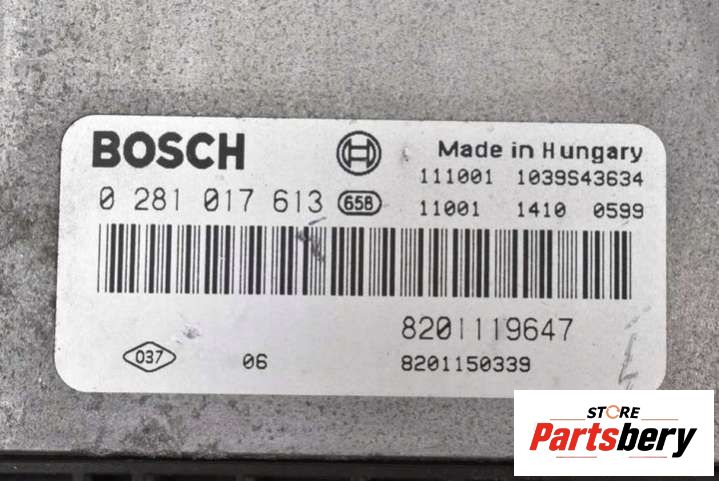 BOSCH Made in Hungary
111001 1039S43634
0 281 017 613 658 11001 1410 0599
8201119647
037 06 8201150339
STORE
Partsbery